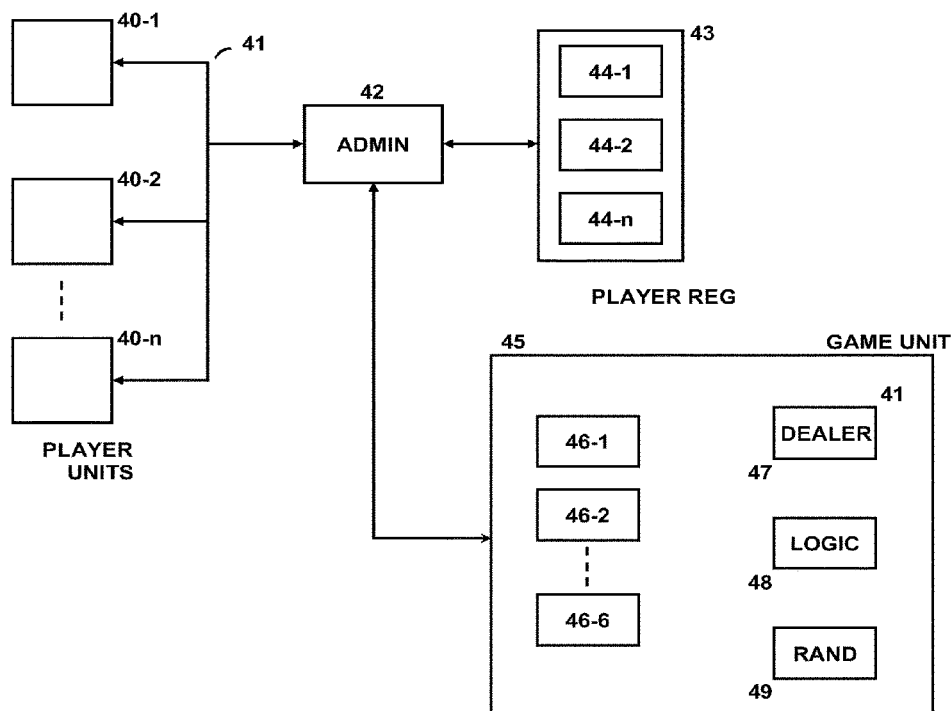 40-1
41
40-2
40-n
PLAYER
UNITS
42
ADMIN
43
44-1
44-2
44-n
PLAYER REG
45
GAME UNIT
46-1
46-2
46-6
41
DEALER
47
LOGIC
48
RAND
49